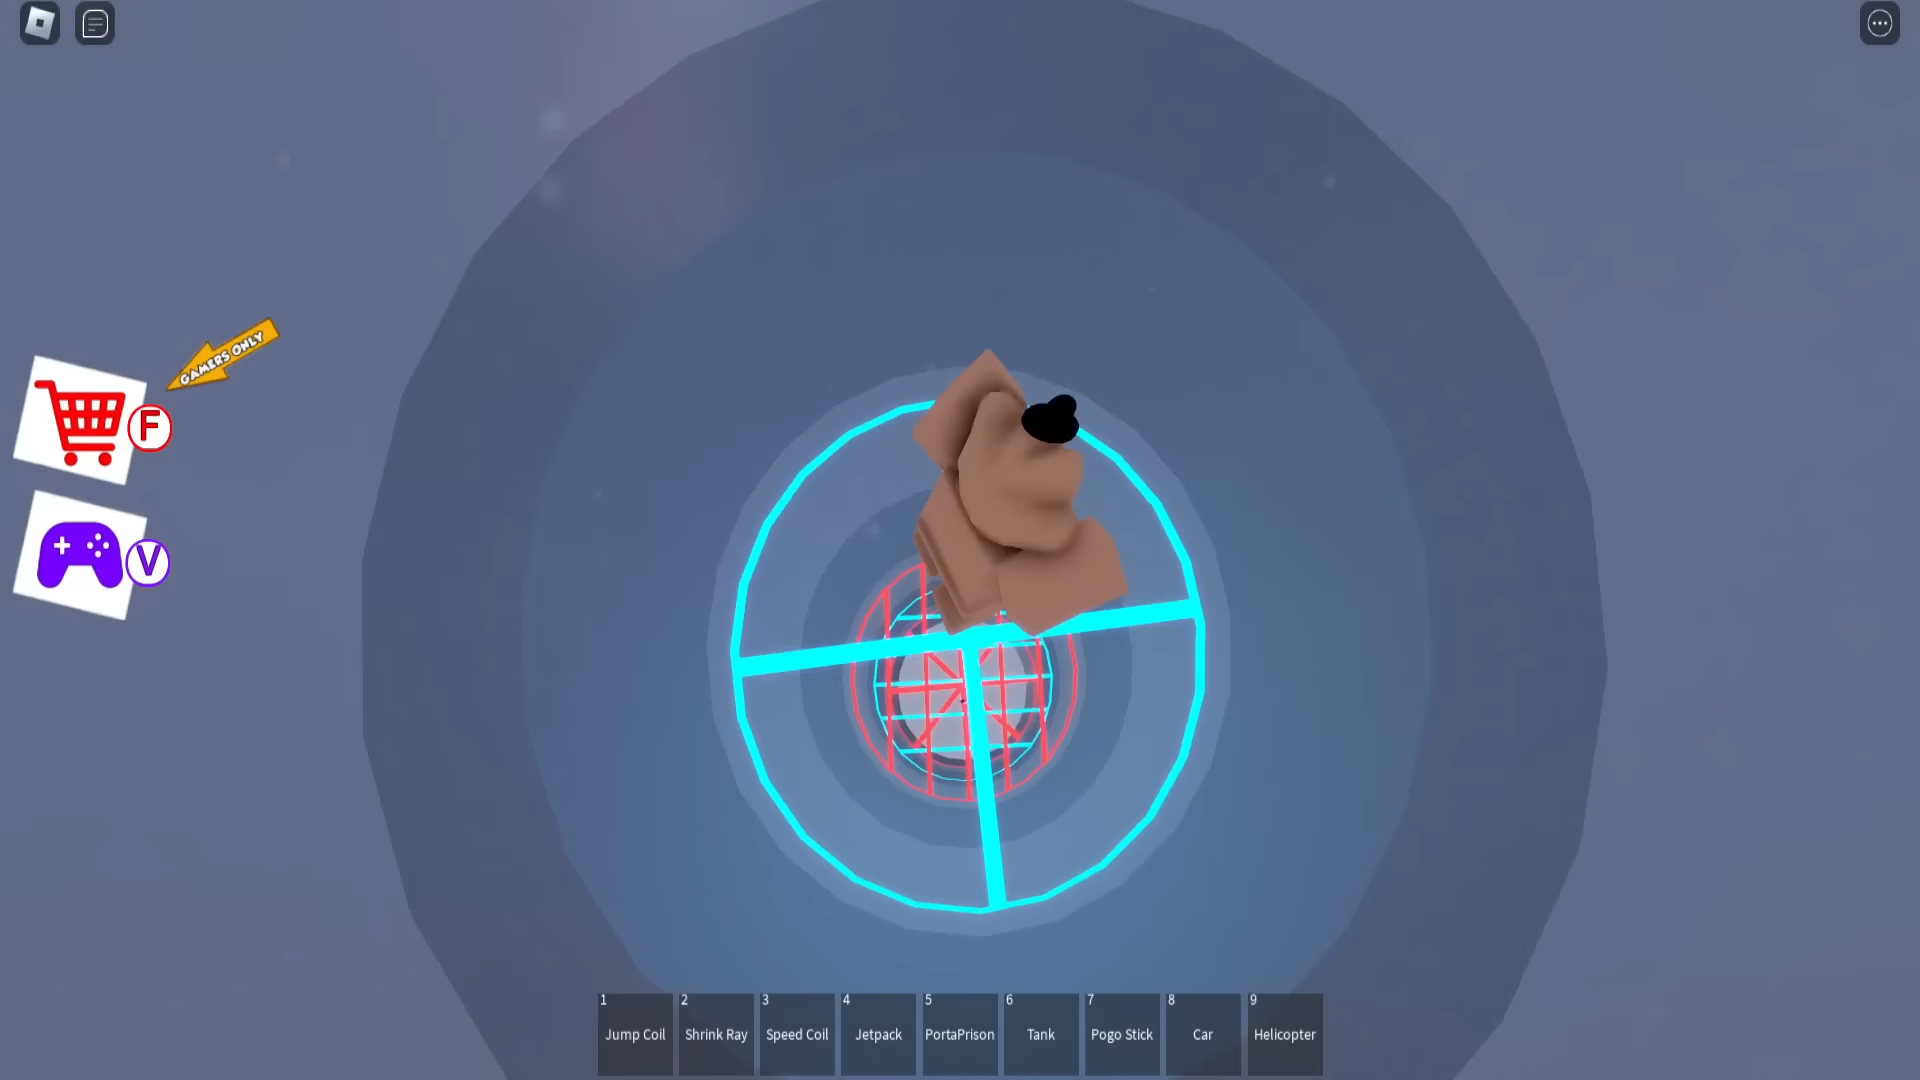 GAMERS ONLY
F
V
1 2 3 4 5 6 7 8 9
Jump Coil Shrink Ray Speed Coil Jetpack PortaPrison Tank Pogo Stick Car Helicopter